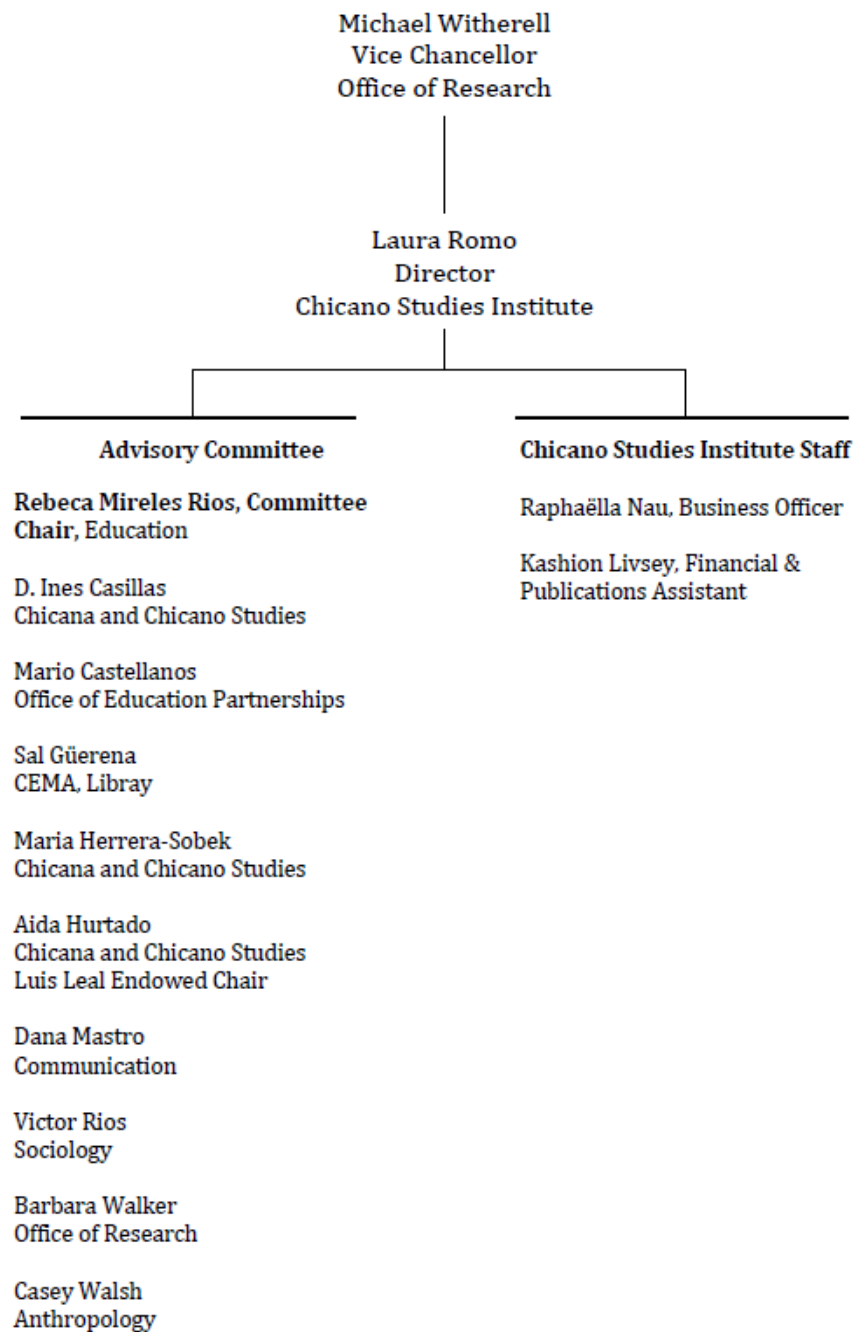 Michael Witherell
Vice Chancellor
Office of Research
Laura Romo
Director
Chicano Studies Institute
Advisory Committee
Rebeca Mireles Rios, Committee
Chair, Education
D. Ines Casillas
Chicana and Chicano Studies
Mario Castellanos
Office of Education Partnerships
Sal Güerena
CEMA, Libray
Maria Herrera-Sobek
Chicana and Chicano Studies
Aida Hurtado
Chicana and Chicano Studies
Luis Leal Endowed Chair
Dana Mastro
Communication
Victor Rios
Sociology
Barbara Walker
Office of Research
Casey Walsh
Anthropology
Chicano Studies Institute Staff
Raphaëlla Nau, Business Officer
Kashion Livsey, Financial &
Publications Assistant